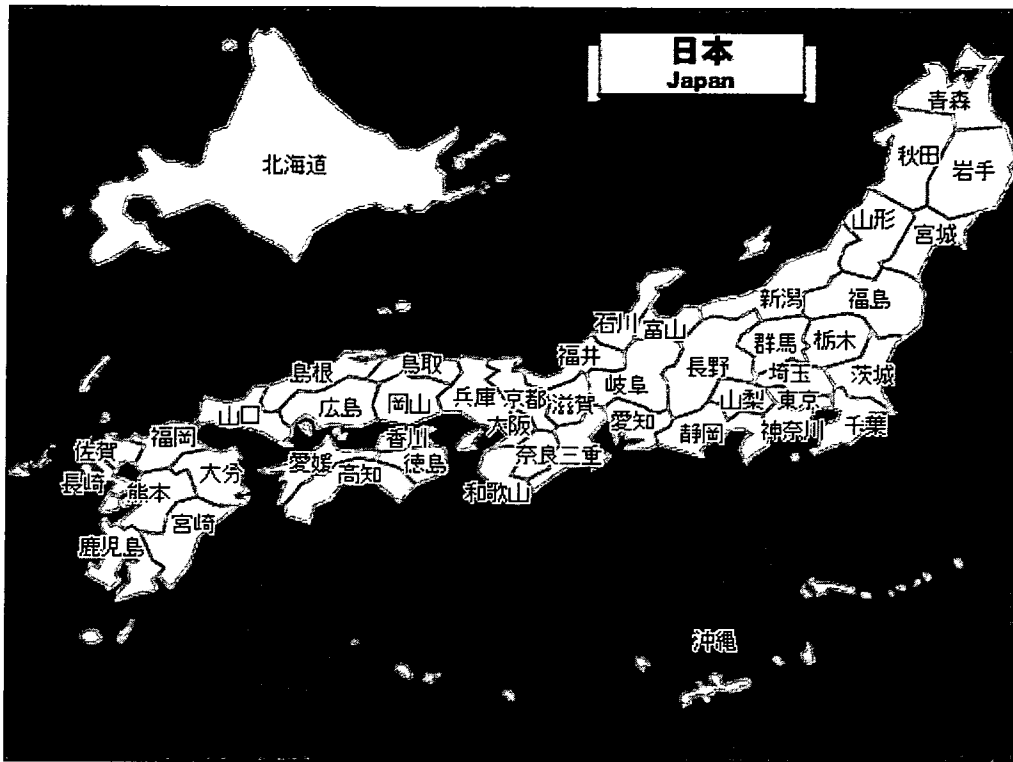 日本
Japan
北海道
青森
秋田
岩手
山形
宮城
新潟
福島
石川
富山
群馬
栃木
福井
岐阜
長野
埼玉
茨城
島根
鳥取
山口
広島
岡山
兵庫
京都
滋賀
愛知
山梨
東京
静岡
神奈川
千葉
大阪
奈良
三重
和歌山
香川
愛媛
高知
徳島
福岡
佐賀
長崎
大分
熊本
宮崎
鹿児島
沖縄